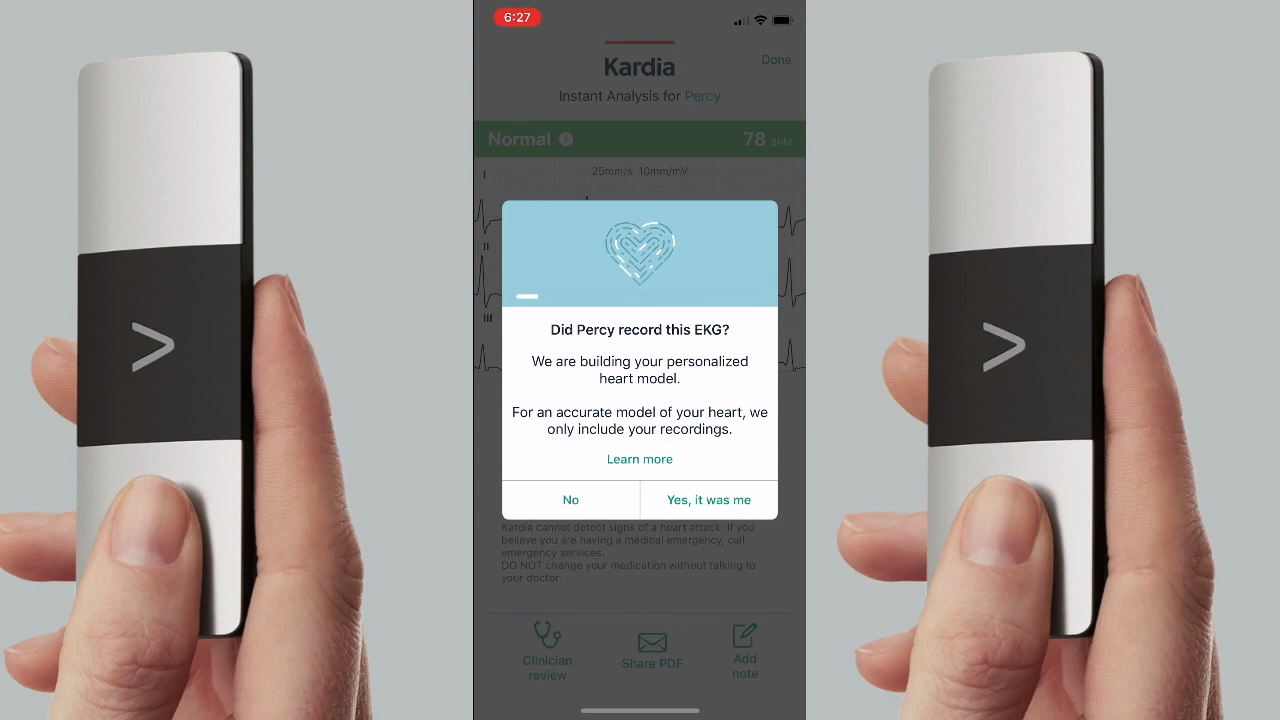 6:27
Kardia
Done
Instant Analysis for Percy
Normal i 78 BPM
25mm/s 10mm/mV
I
II
III
Did Percy record this EKG?
We are building your personalized
heart model.
For an accurate model of your heart, we
only include your recordings.
Learn more
No
Yes, it was me
Kardia cannot detect signs of a heart attack. If you
believe you are having a medical emergency, call
emergency services.
DO NOT change your medication without talking to
your doctor.
Clinician
review
Share PDF
Add
note